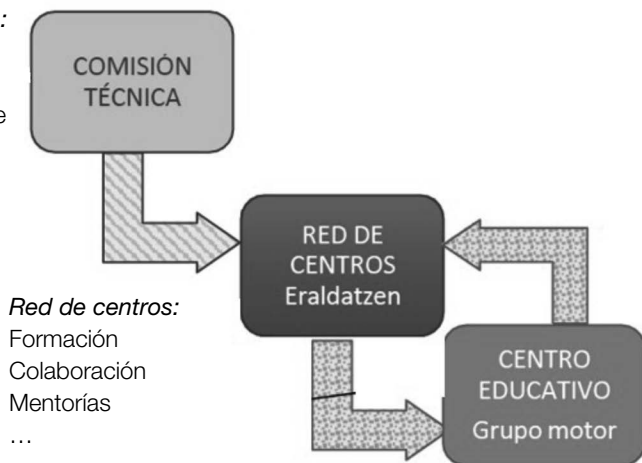 :
COMISIÓN
TÉCNICA
e
RED DE
CENTROS
Eraldatzen
Red de centros:
Formación
Colaboración
Mentorías
…
CENTRO
EDUCATIVO
Grupo motor